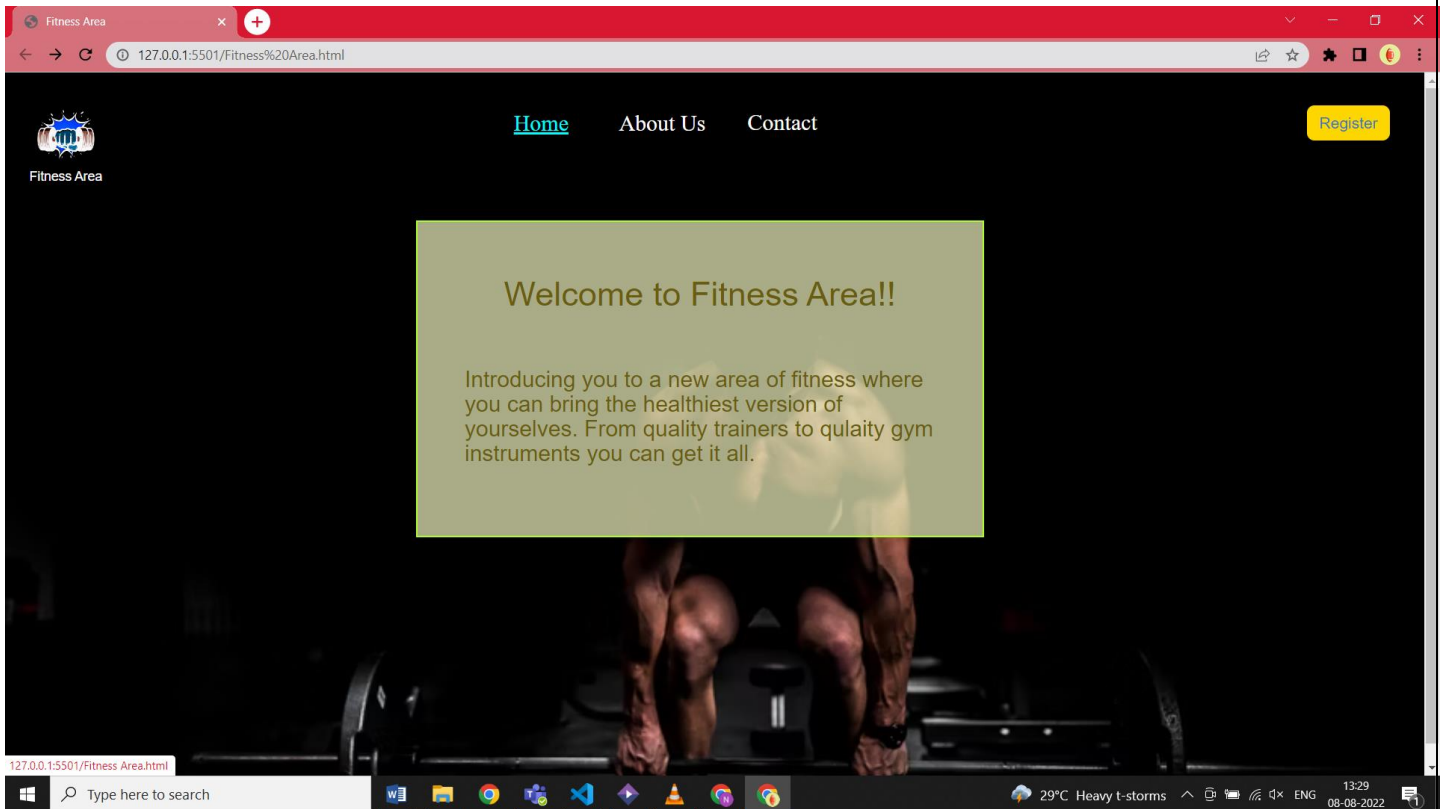 Fitness Area
127.0.0.1:5501/Fitness%20Area.html
Home About Us Contact
Register
Fitness Area
Welcome to Fitness Area!!
Introducing you to a new area of fitness where
you can bring the healthiest version of
yourselves. From quality trainers to qulaity gym
instruments you can get it all.
127.0.0.1:5501/Fitness Area.html
Type here to search
29°C Heavy t-storms
ENG
13:29
08-08-2022
1